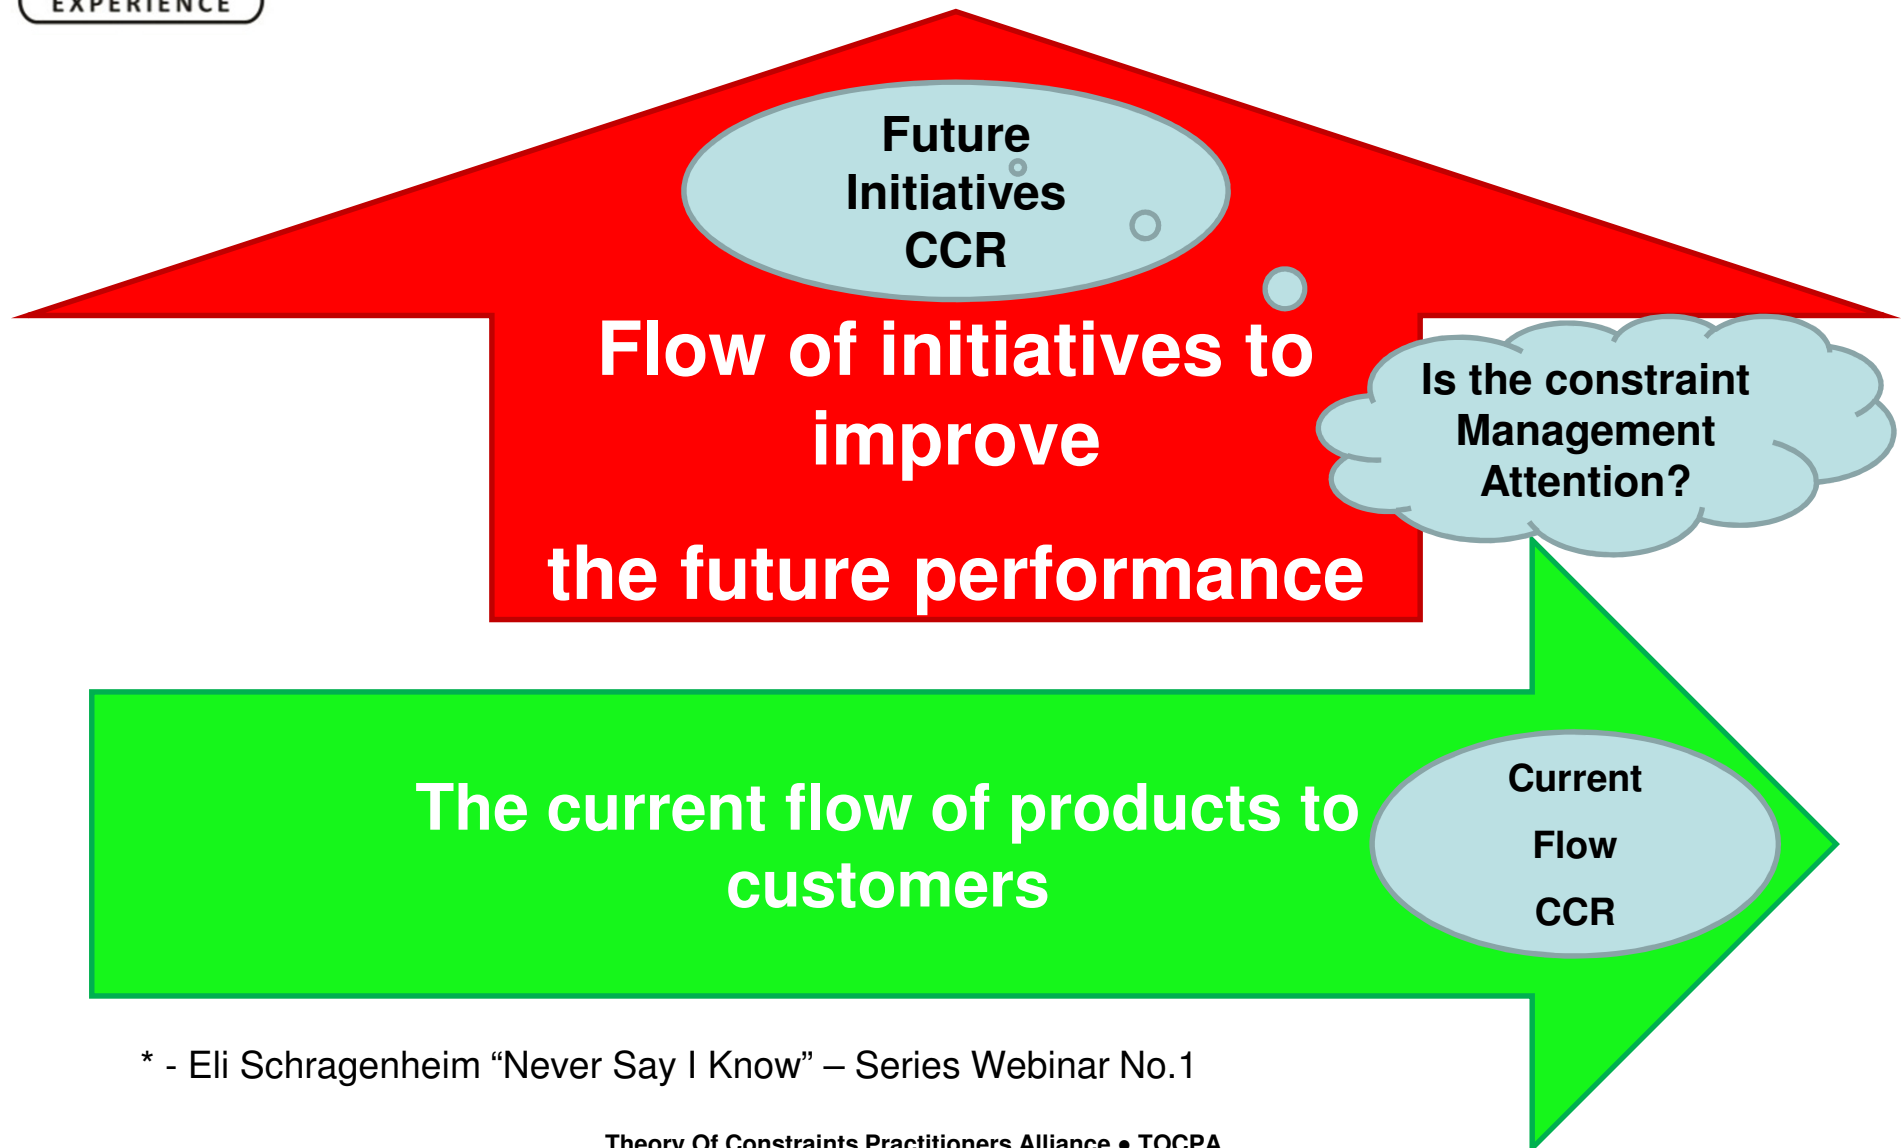 EXPERIENCE
Future
Initiatives
CCR
Flow of initiatives to
improve
the future performance
Is the constraint
Management
Attention?
The current flow of products to
customers
Current
Flow
CCR
* - Eli Schragenheim “Never Say I Know” – Series Webinar No.1
Theory Of Constraints Practitioners Alliance ● TOCPA